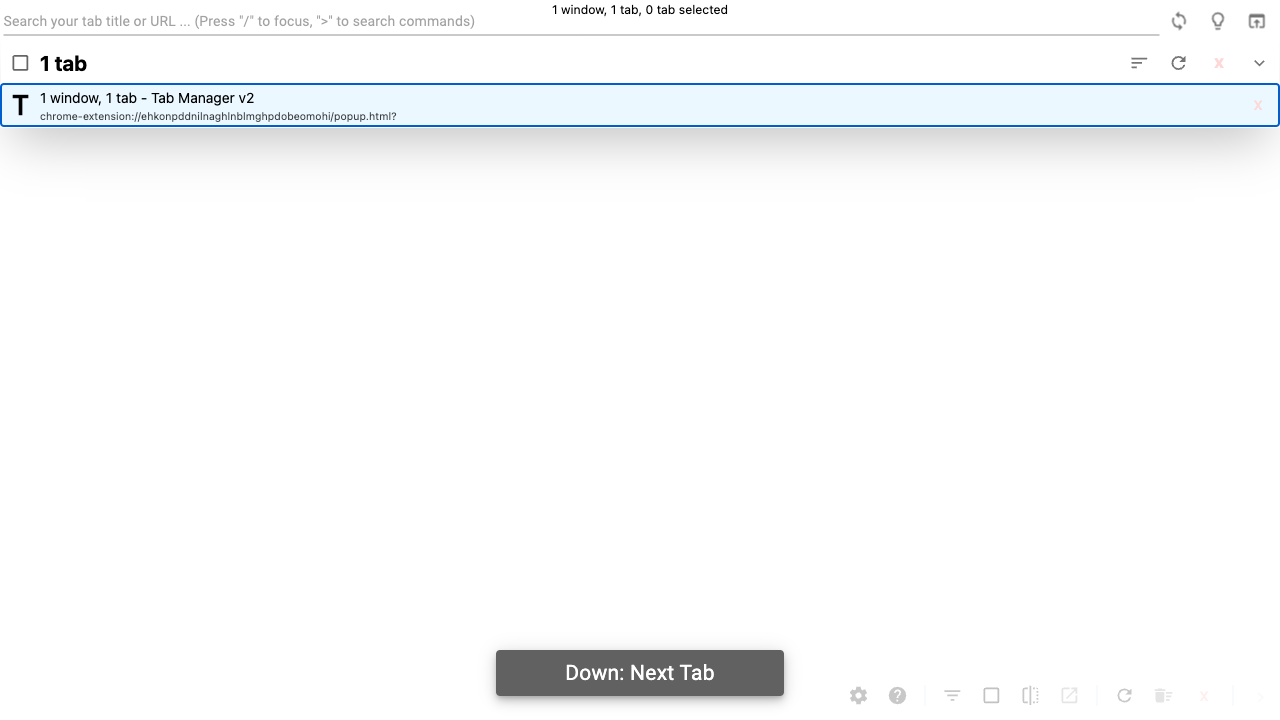 1 window, 1 tab, 0 tab selected
Search your tab title or URL ... (Press "/" to focus, ">" to search commands)
1 tab
x
T
1 window, 1 tab - Tab Manager v2
chrome-extension://ehkonpddnilnaghlnblmghpdobeomohi/popup.html?
x
Down: Next Tab
x